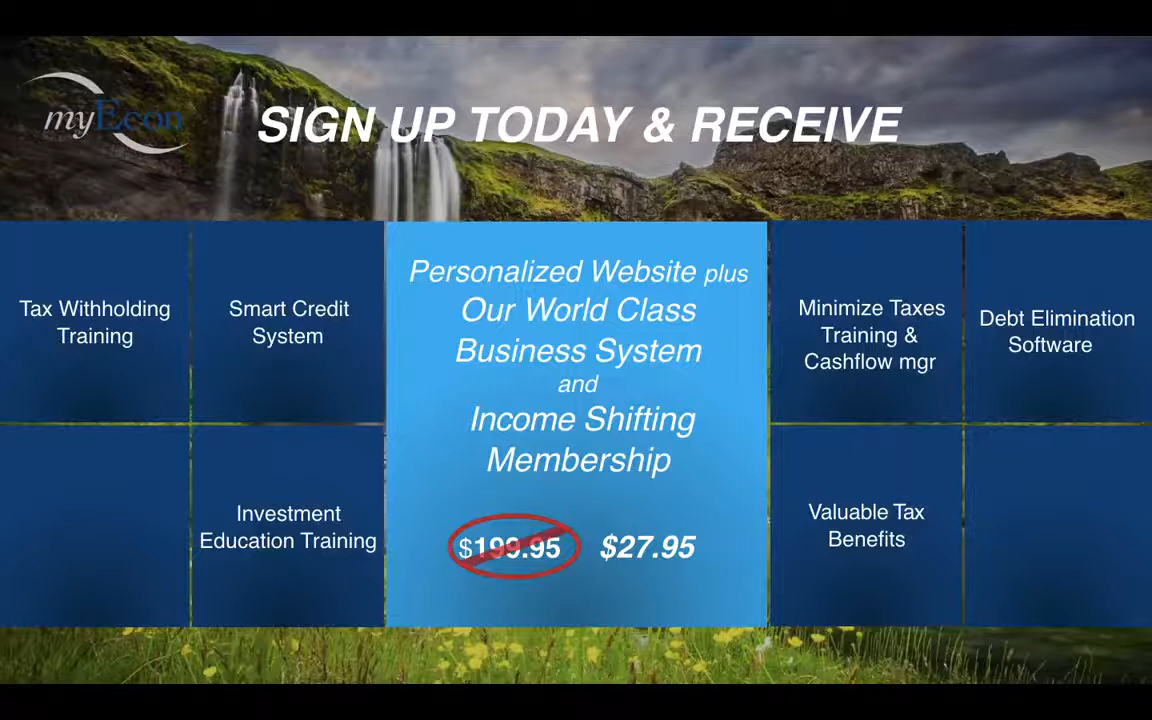 myEcon
SIGN UP TODAY & RECEIVE
Tax Withholding
Training
Smart Credit
System
Personalized Website plus
Our World Class
Business System
and
Income Shifting
Membership
$199.95 $27.95
Minimize Taxes
Training &
Cashflow mgr
Debt Elimination
Software
Investment
Education Training
Valuable Tax
Benefits